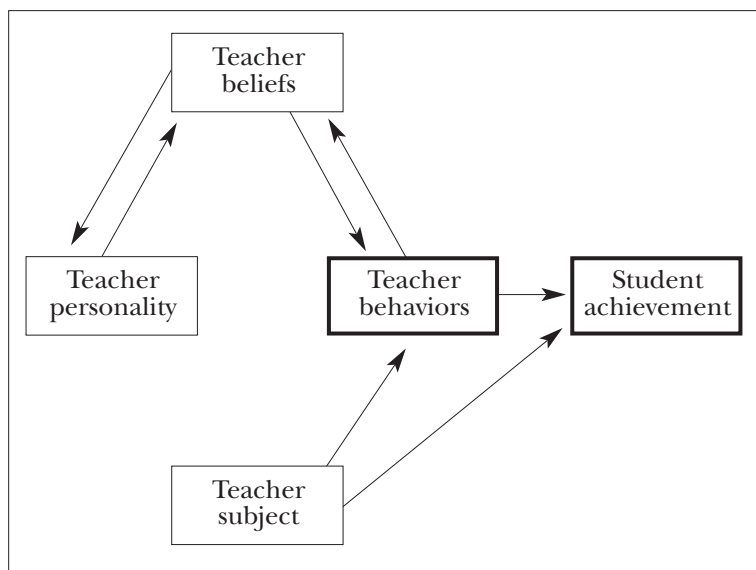 Teacher
beliefs
Teacher
personality
Teacher
behaviors
Student
achievement
Teacher
subject